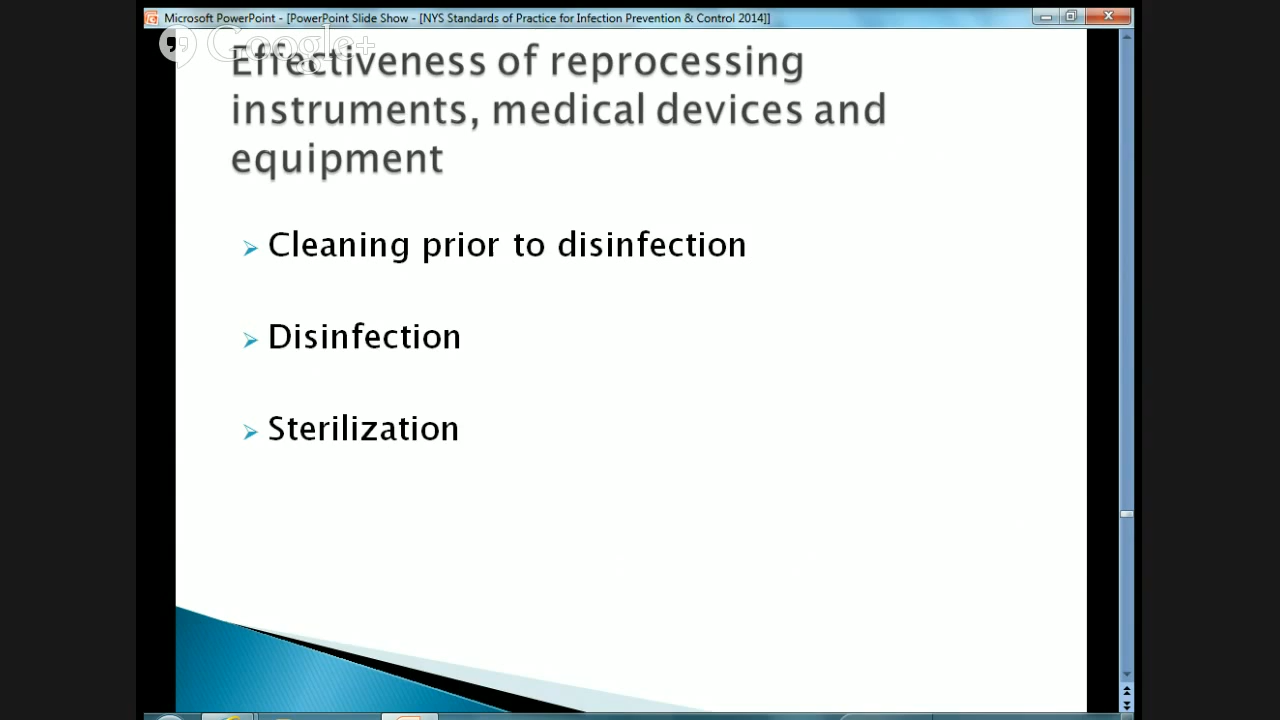 Microsoft PowerPoint - [PowerPoint Slide Show - [NYS Standards of Practice for Infection Prevention & Control 2014]]
Google+
Effectiveness of reprocessing
instruments, medical devices and
equipment
Cleaning prior to disinfection
Disinfection
Sterilization